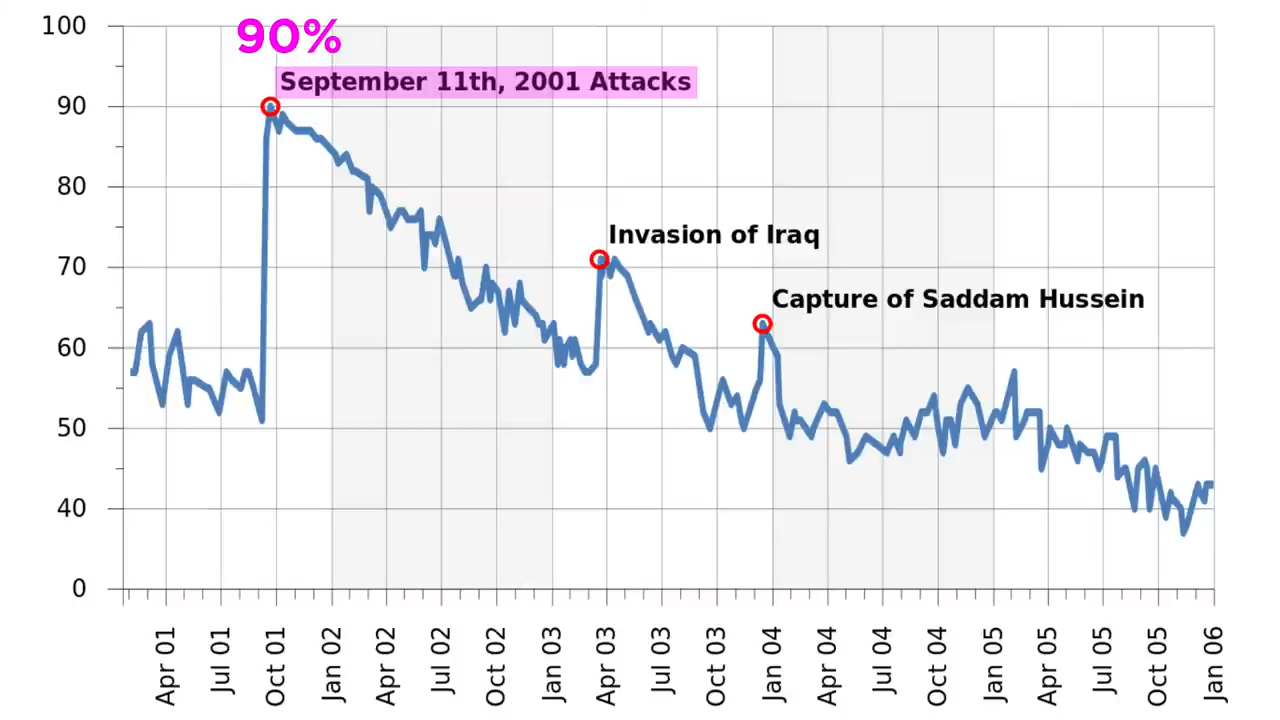 100
90%
September 11th, 2001 Attacks
90
80
Invasion of Iraq
70
Capture of Saddam Hussein
60
50
40
0
Apr 01
Jul 01
Oct 01
Jan 02
Apr 02
Jul 02
Oct 02
Jan 03
Apr 03
Jul 03
Oct 03
Jan 04
Apr 04
Jul 04
Oct 04
Jan 05
Apr 05
Jul 05
Oct 05
Jan 06